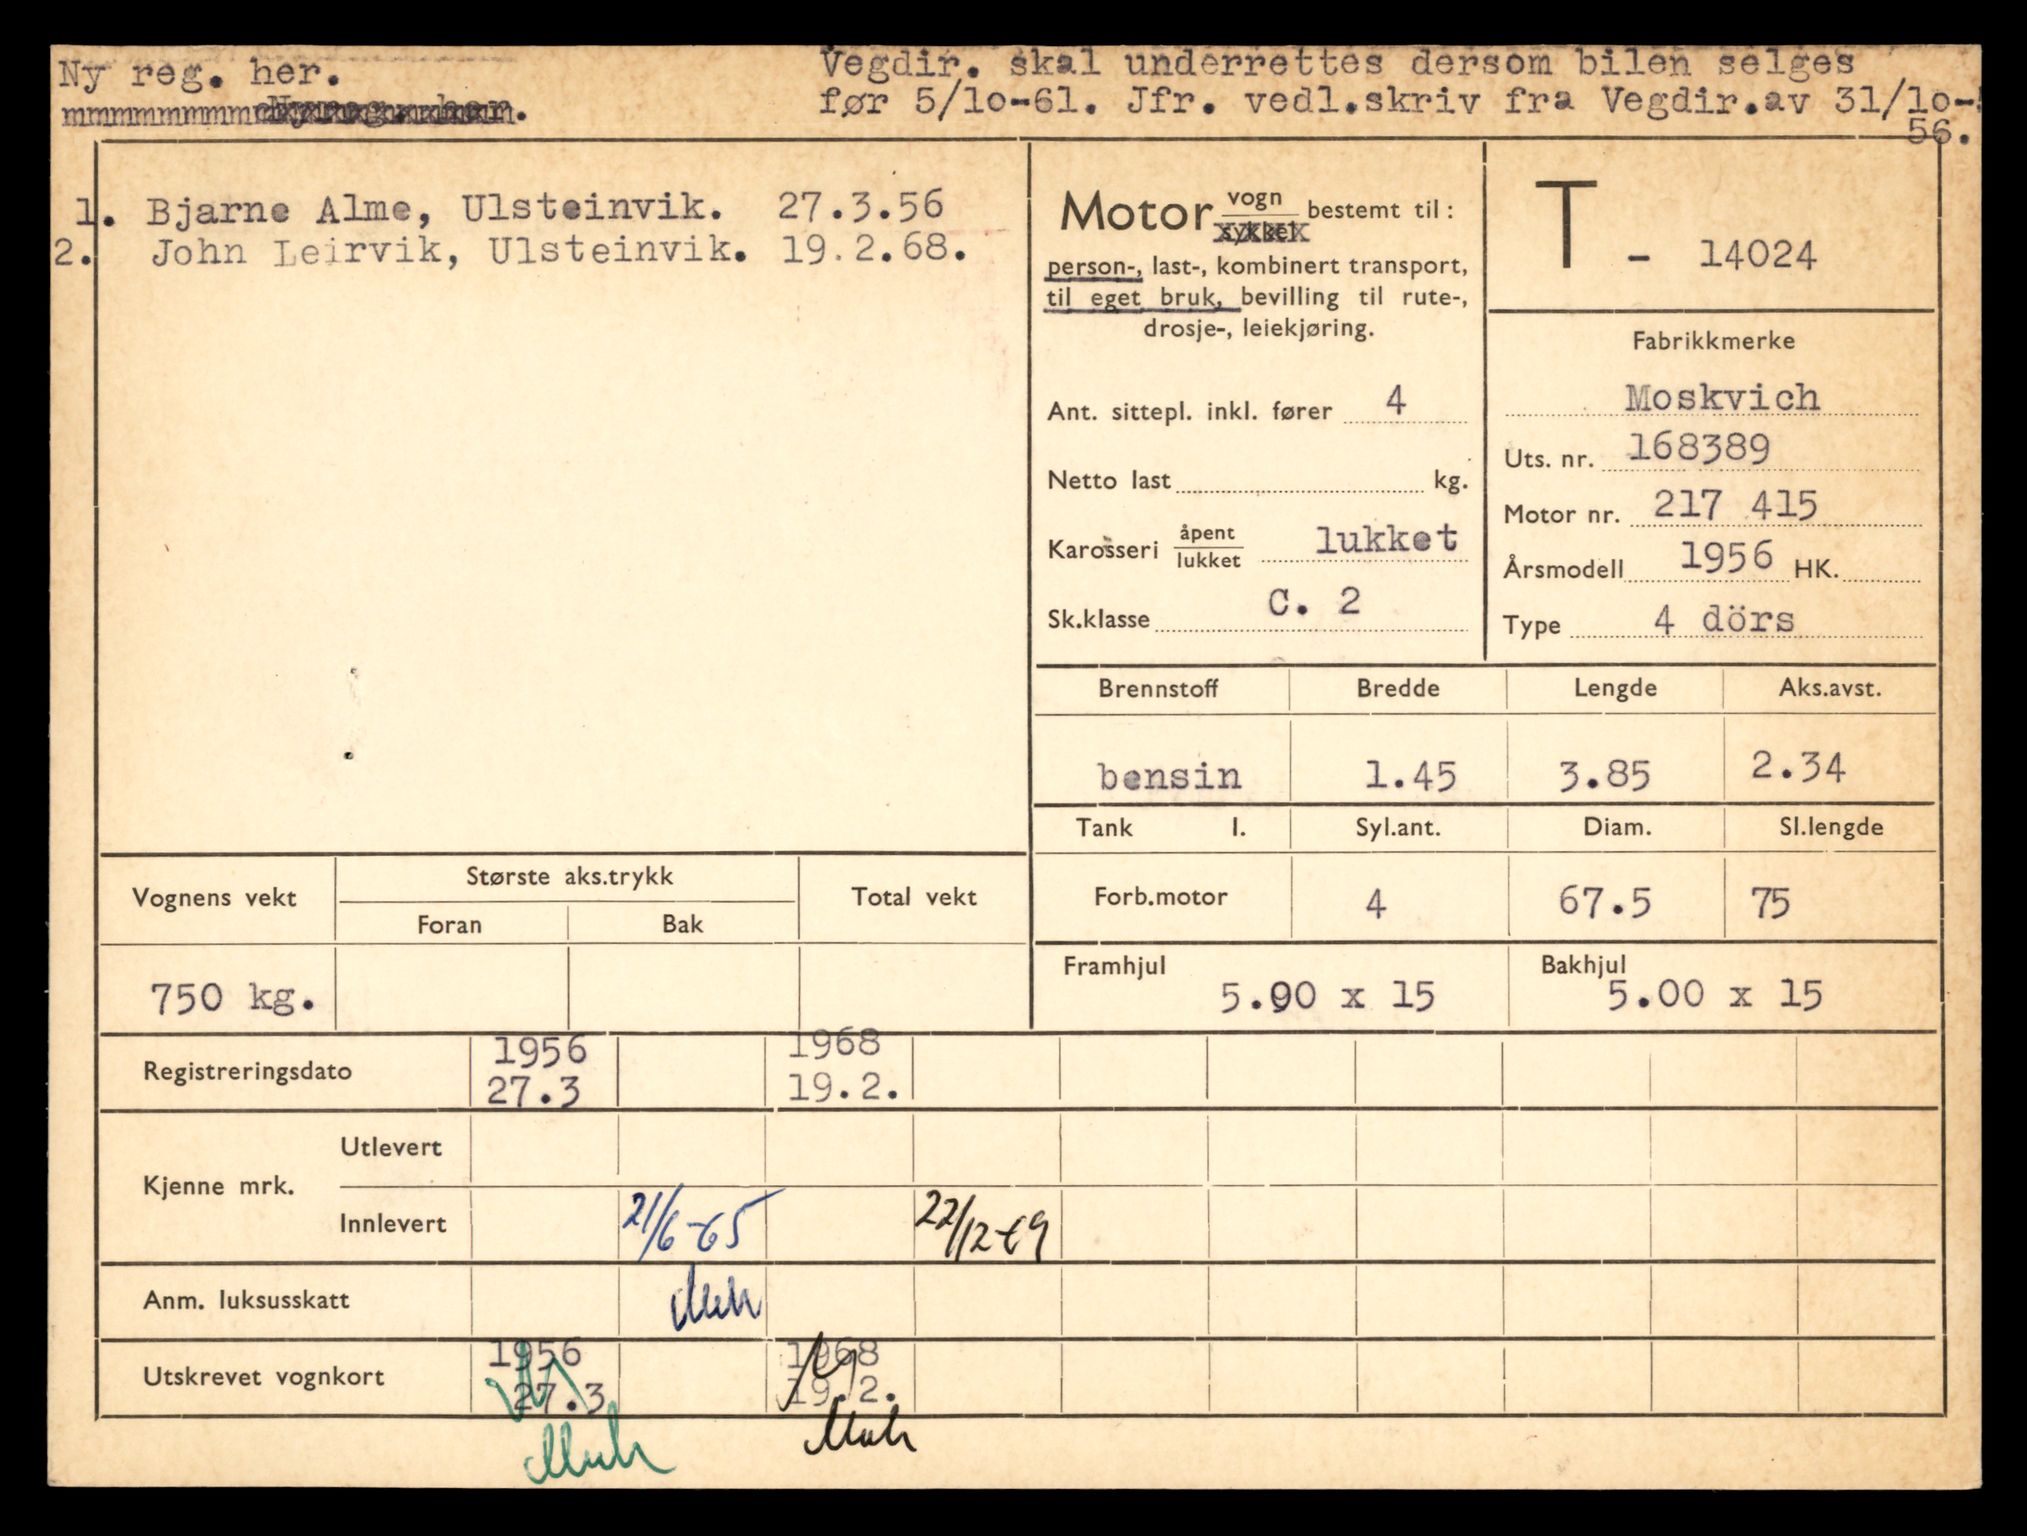 Ny reg. her.
Vegdir. skal underrettes dersom bilen selges
før 5/10-61. Jfr. vedl.skriv fra Vegdir.av 31/10-
56.
1. Bjarne Alme, Ulsteinvik. 27.3.56
2. John Leirvik, Ulsteinvik. 19.2.68.
Motor vogn sykkel bestemt til:
person-, last-, kombinert transport,
til eget bruk, bevilling til rute-,
drosje-, leiekjøring.
Ant. sittepl. inkl. fører 4
Netto last kg.
Karosseri åpent lukket lukket
Sk.klasse C. 2
T - 14024
Fabrikkmerke
Moskvich
Uts. nr. 168389
Motor nr. 217 415
Årsmodell 1956 HK.
Type 4 dörs
Brennstoff Bredde Lengde Aks.avst.
bensin 1.45 3.85 2.34
Tank l. Syl.ant. Diam. Sl.lengde
Forb.motor 4 67.5 75
Framhjul Bakhjul
5.00 x 15 5.00 x 15
Vognens vekt Største aks.trykk Total vekt
Foran Bak
750 kg.
Registreringsdato 1956 1968
27.3 19.2.
Kjenne mrk. Utlevert
Innlevert 21/6-65 22/12-69
Anm. luksusskatt
Utskrevet vognkort 1956 1968
27.3 19.2.